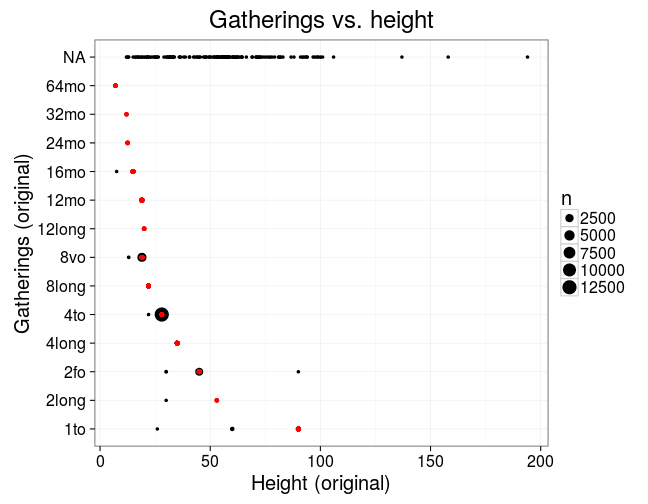 Gatherings vs. height
NA
64mo
32mo
24mo
16mo
12mo
12long
8vo
8long
4to
4long
2fo
2long
1to
Gatherings (original)
0 50 100 150 200
Height (original)
n
2500
5000
7500
10000
12500